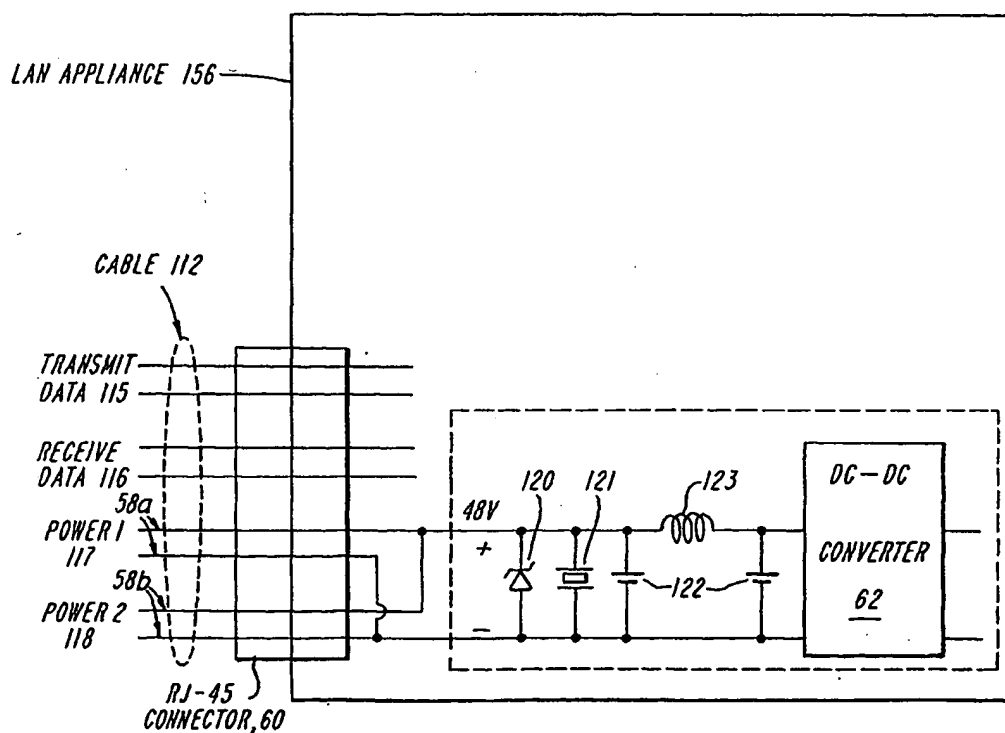 LAN APPLIANCE 156
CABLE 112
TRANSMIT
DATA 115
RECEIVE
DATA 116
58a
POWER 1
117
58b
POWER 2
118
RJ-45
CONNECTOR, 60
48V
+
−
120
121
122
123
DC-DC
CONVERTER
62